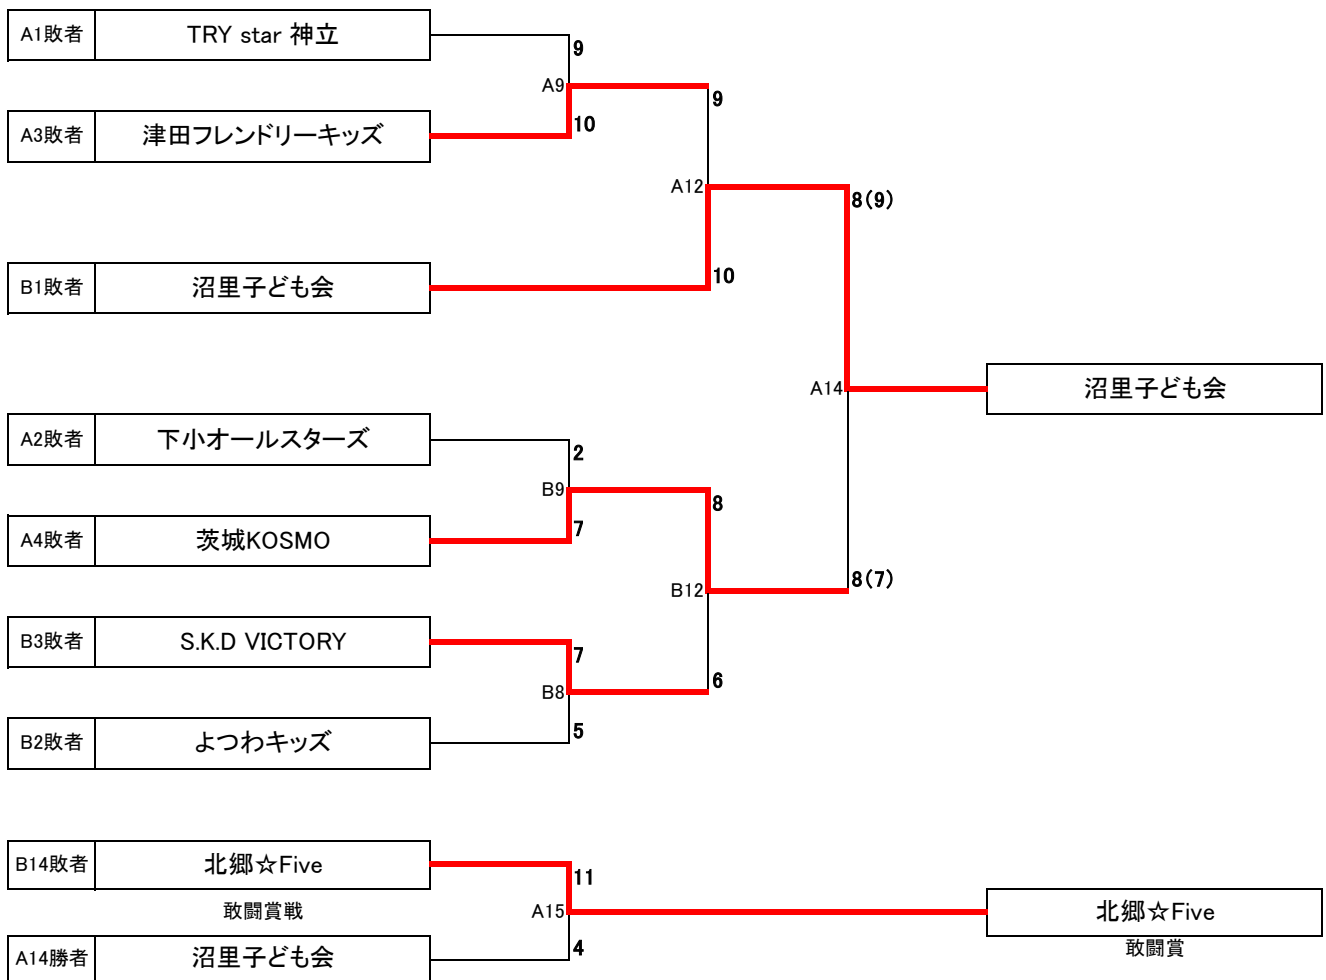 A1敗者 TRY star 神立
9
A9
9
A3敗者 津田フレンドリーキッズ
10
A12
8(9)
B1敗者 沼里子ども会
10
A14
沼里子ども会
A2敗者 下小オールスターズ
2
B9
8
A4敗者 茨城KOSMO
7
B12
8(7)
B3敗者 S.K.D VICTORY
7
B8
6
B2敗者 よつわキッズ
5
B14敗者 北郷☆Five
11
敢闘賞戦
A15
北郷☆Five
敢闘賞
A14勝者 沼里子ども会
4